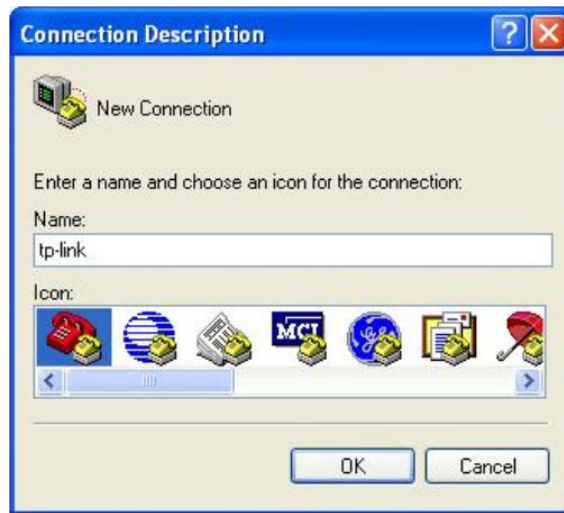 Connection Description
New Connection
Enter a name and choose an icon for the connection:
Name:
tp-link
Icon:
MCI
OK Cancel